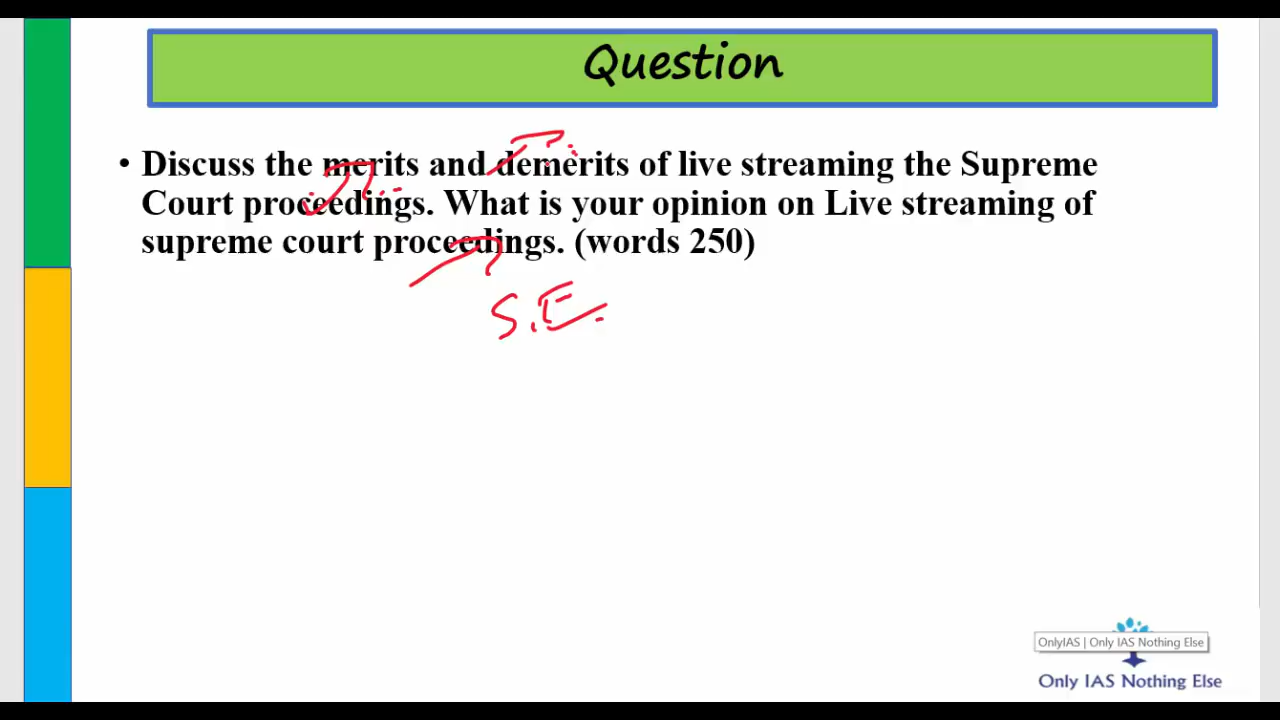 Question
• Discuss the merits and demerits of live streaming the Supreme
Court proceedings. What is your opinion on Live streaming of
supreme court proceedings. (words 250)
S.E.
OnlyIAS | Only IAS Nothing Else
Only IAS Nothing Else